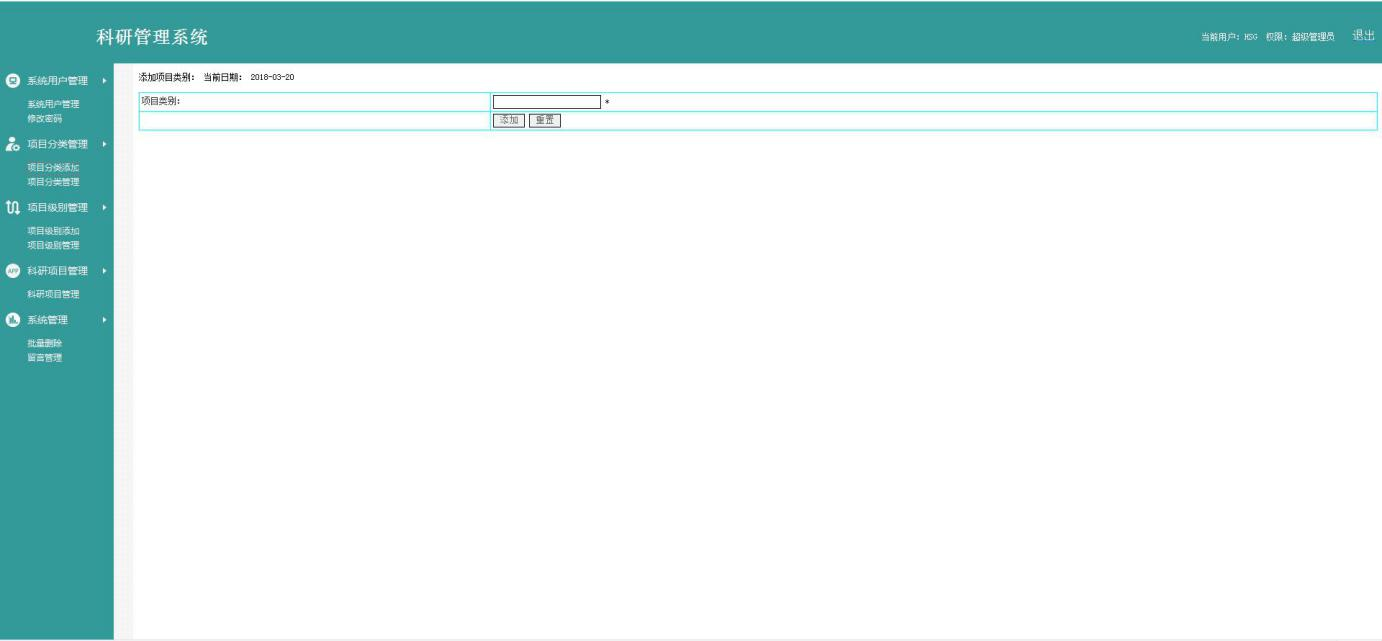 科研管理系统
当前用户: HSG 权限: 超级管理员 退出
系统用户管理
系统用户管理
修改密码
项目分类管理
项目分类添加
项目分类管理
项目级别管理
项目级别添加
项目级别管理
APP 科研项目管理
科研项目管理
系统管理
批量删除
留言管理
添加项目类别: 当前日期: 2018-03-20
项目类别: *
添加 重置